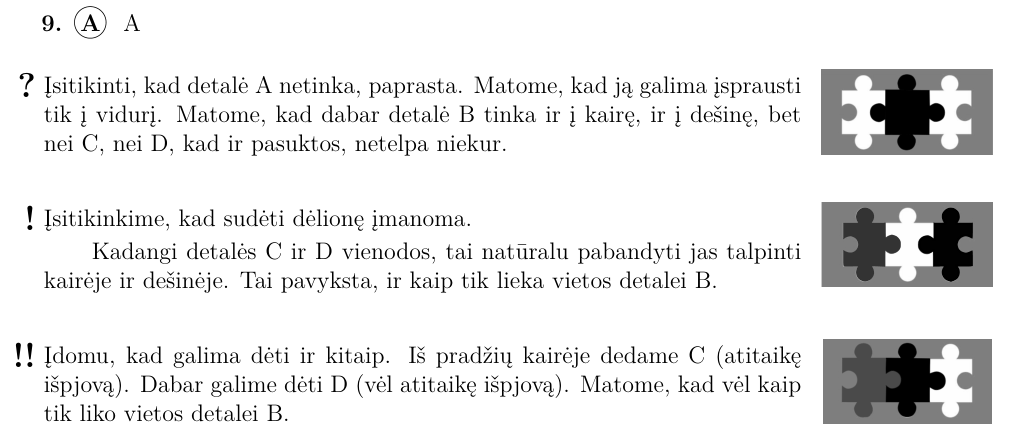 9. A A
? Įsitikinti, kad detalė A netinka, paprasta. Matome, kad ją galima įsprausti
tik į vidurį. Matome, kad dabar detalė B tinka ir į kairę, ir į dešinę, bet
nei C, nei D, kad ir pasuktos, netelpa niekur.
! Įsitikinkime, kad sudėti dėlionę įmanoma.
Kadangi detalės C ir D vienodos, tai natūralu pabandyti jas talpinti
kairėje ir dešinėje. Tai pavyksta, ir kaip tik lieka vietos detalei B.
!! Įdomu, kad galima dėti ir kitaip. Iš pradžių kairėje dedame C (atitaikę
išpjovą). Dabar galime dėti D (vėl atitaikę išpjovą). Matome, kad vėl kaip
tik liko vietos detalei B.